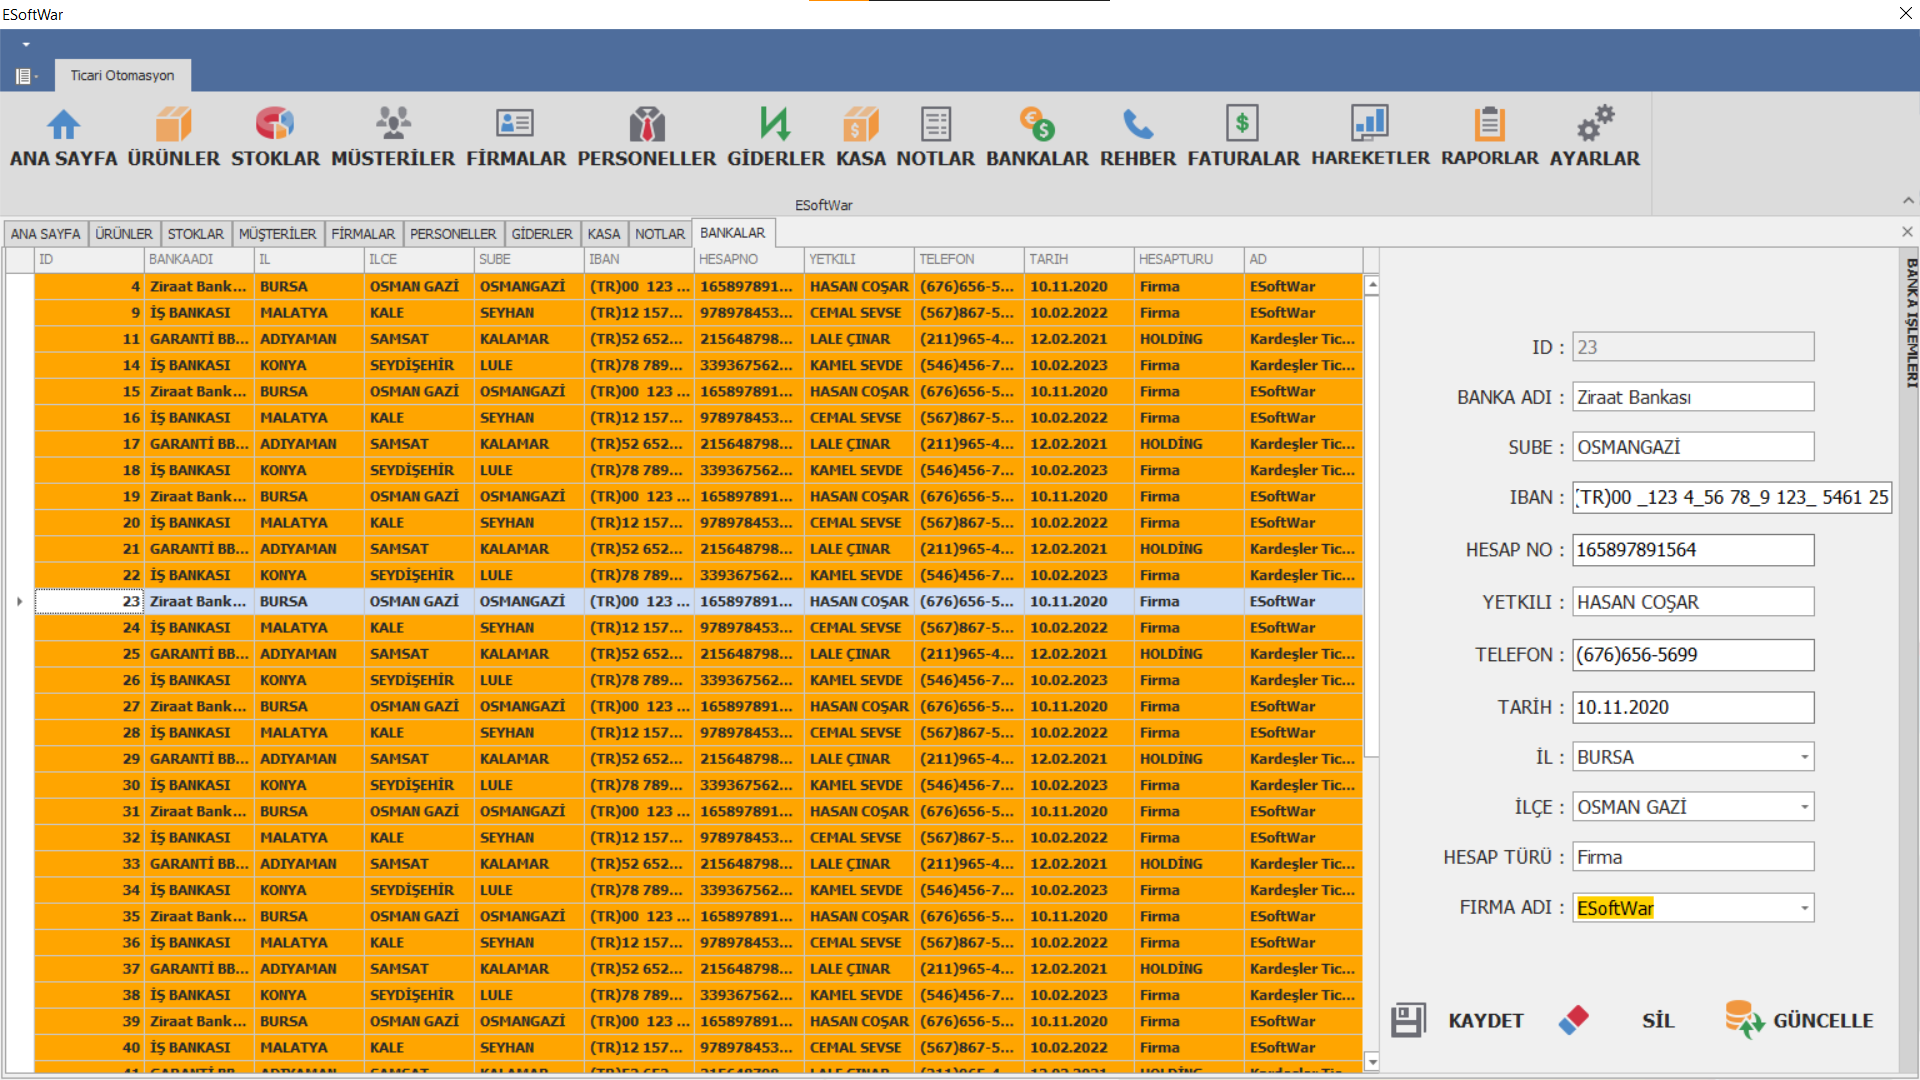 ESoftWar
Ticari Otomasyon
ANA SAYFA ÜRÜNLER STOKLAR MÜSTERİLER FİRMALAR PERSONELLER GİDERLER KASA NOTLAR BANKALAR REHBER FATURALAR HAREKETLER RAPORLAR AYARLAR
ESoftWar
ANA SAYFA ÜRÜNLER STOKLAR MÜŞTERİLER FİRMALAR PERSONELLER GİDERLER KASA NOTLAR BANKALAR
ID BANKAADI IL ILCE SUBE IBAN HESAPNO YETKILI TELEFON TARIH HESAPTURU AD
4 Ziraat Bank... BURSA OSMAN GAZİ OSMANGAZİ (TR)00 123 ... 165897891... HASAN COŞAR (676)656-5... 10.11.2020 Firma ESoftWar
9 İŞ BANKASI MALATYA KALE SEYHAN (TR)12 157... 978978453... CEMAL SEVSE (567)867-5... 10.02.2022 Firma ESoftWar
11 GARANTİ BB... ADIYAMAN SAMSAT KALAMAR (TR)52 652... 215648798... LALE ÇINAR (211)965-4... 12.02.2021 HOLDİNG Kardeşler Tic...
14 İŞ BANKASI KONYA SEYDİŞEHİR LULE (TR)78 789... 339367562... KAMEL SEVDE (546)456-7... 10.02.2023 Firma Kardeşler Tic...
15 Ziraat Bank... BURSA OSMAN GAZİ OSMANGAZİ (TR)00 123 ... 165897891... HASAN COŞAR (676)656-5... 10.11.2020 Firma ESoftWar
16 İŞ BANKASI MALATYA KALE SEYHAN (TR)12 157... 978978453... CEMAL SEVSE (567)867-5... 10.02.2022 Firma ESoftWar
17 GARANTİ BB... ADIYAMAN SAMSAT KALAMAR (TR)52 652... 215648798... LALE ÇINAR (211)965-4... 12.02.2021 HOLDİNG Kardeşler Tic...
18 İŞ BANKASI KONYA SEYDİŞEHİR LULE (TR)78 789... 339367562... KAMEL SEVDE (546)456-7... 10.02.2023 Firma Kardeşler Tic...
19 Ziraat Bank... BURSA OSMAN GAZİ OSMANGAZİ (TR)00 123 ... 165897891... HASAN COŞAR (676)656-5... 10.11.2020 Firma ESoftWar
20 İŞ BANKASI MALATYA KALE SEYHAN (TR)12 157... 978978453... CEMAL SEVSE (567)867-5... 10.02.2022 Firma ESoftWar
21 GARANTİ BB... ADIYAMAN SAMSAT KALAMAR (TR)52 652... 215648798... LALE ÇINAR (211)965-4... 12.02.2021 HOLDİNG Kardeşler Tic...
22 İŞ BANKASI KONYA SEYDİŞEHİR LULE (TR)78 789... 339367562... KAMEL SEVDE (546)456-7... 10.02.2023 Firma Kardeşler Tic...
23 Ziraat Bank... BURSA OSMAN GAZİ OSMANGAZİ (TR)00 123 ... 165897891... HASAN COŞAR (676)656-5... 10.11.2020 Firma ESoftWar
24 İŞ BANKASI MALATYA KALE SEYHAN (TR)12 157... 978978453... CEMAL SEVSE (567)867-5... 10.02.2022 Firma ESoftWar
25 GARANTİ BB... ADIYAMAN SAMSAT KALAMAR (TR)52 652... 215648798... LALE ÇINAR (211)965-4... 12.02.2021 HOLDİNG Kardeşler Tic...
26 İŞ BANKASI KONYA SEYDİŞEHİR LULE (TR)78 789... 339367562... KAMEL SEVDE (546)456-7... 10.02.2023 Firma Kardeşler Tic...
27 Ziraat Bank... BURSA OSMAN GAZİ OSMANGAZİ (TR)00 123 ... 165897891... HASAN COŞAR (676)656-5... 10.11.2020 Firma ESoftWar
28 İŞ BANKASI MALATYA KALE SEYHAN (TR)12 157... 978978453... CEMAL SEVSE (567)867-5... 10.02.2022 Firma ESoftWar
29 GARANTİ BB... ADIYAMAN SAMSAT KALAMAR (TR)52 652... 215648798... LALE ÇINAR (211)965-4... 12.02.2021 HOLDİNG Kardeşler Tic...
30 İŞ BANKASI KONYA SEYDİŞEHİR LULE (TR)78 789... 339367562... KAMEL SEVDE (546)456-7... 10.02.2023 Firma Kardeşler Tic...
31 Ziraat Bank... BURSA OSMAN GAZİ OSMANGAZİ (TR)00 123 ... 165897891... HASAN COŞAR (676)656-5... 10.11.2020 Firma ESoftWar
32 İŞ BANKASI MALATYA KALE SEYHAN (TR)12 157... 978978453... CEMAL SEVSE (567)867-5... 10.02.2022 Firma ESoftWar
33 GARANTİ BB... ADIYAMAN SAMSAT KALAMAR (TR)52 652... 215648798... LALE ÇINAR (211)965-4... 12.02.2021 HOLDİNG Kardeşler Tic...
34 İŞ BANKASI KONYA SEYDİŞEHİR LULE (TR)78 789... 339367562... KAMEL SEVDE (546)456-7... 10.02.2023 Firma Kardeşler Tic...
35 Ziraat Bank... BURSA OSMAN GAZİ OSMANGAZİ (TR)00 123 ... 165897891... HASAN COŞAR (676)656-5... 10.11.2020 Firma ESoftWar
36 İŞ BANKASI MALATYA KALE SEYHAN (TR)12 157... 978978453... CEMAL SEVSE (567)867-5... 10.02.2022 Firma ESoftWar
37 GARANTİ BB... ADIYAMAN SAMSAT KALAMAR (TR)52 652... 215648798... LALE ÇINAR (211)965-4... 12.02.2021 HOLDİNG Kardeşler Tic...
38 İŞ BANKASI KONYA SEYDİŞEHİR LULE (TR)78 789... 339367562... KAMEL SEVDE (546)456-7... 10.02.2023 Firma Kardeşler Tic...
39 Ziraat Bank... BURSA OSMAN GAZİ OSMANGAZİ (TR)00 123 ... 165897891... HASAN COŞAR (676)656-5... 10.11.2020 Firma ESoftWar
40 İŞ BANKASI MALATYA KALE SEYHAN (TR)12 157... 978978453... CEMAL SEVSE (567)867-5... 10.02.2022 Firma ESoftWar
BANKA IŞLEMLERI
ID : 23
BANKA ADI : Ziraat Bankası
SUBE : OSMANGAZİ
IBAN : (TR)00 _123 4_56 78_9 123_ 5461 25
HESAP NO : 165897891564
YETKILI : HASAN COŞAR
TELEFON : (676)656-5699
TARİH : 10.11.2020
İL : BURSA
İLÇE : OSMAN GAZİ
HESAP TÜRÜ : Firma
FIRMA ADI : ESoftWar
KAYDET SİL GÜNCELLE